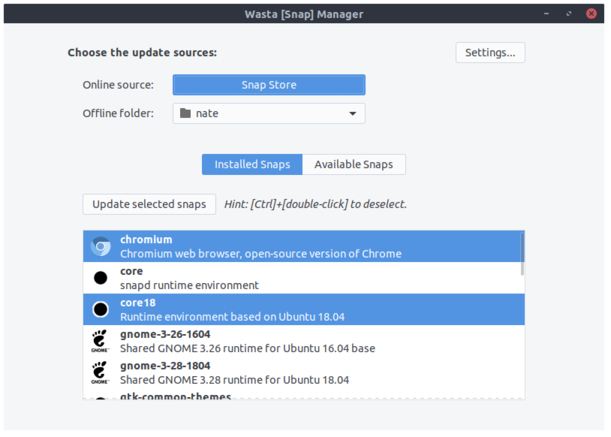 Wasta [Snap] Manager
Choose the update sources:
Settings...
Online source:
Snap Store
Offline folder:
nate
Installed Snaps
Available Snaps
Update selected snaps
Hint: [Ctrl]+[double-click] to deselect.
chromium
Chromium web browser, open-source version of Chrome
core
snapd runtime environment
core18
Runtime environment based on Ubuntu 18.04
GNOME
gnome-3-26-1604
Shared GNOME 3.26 runtime for Ubuntu 16.04 base
GNOME
gnome-3-28-1804
Shared GNOME 3.28 runtime for Ubuntu 18.04
gtk-common-themes